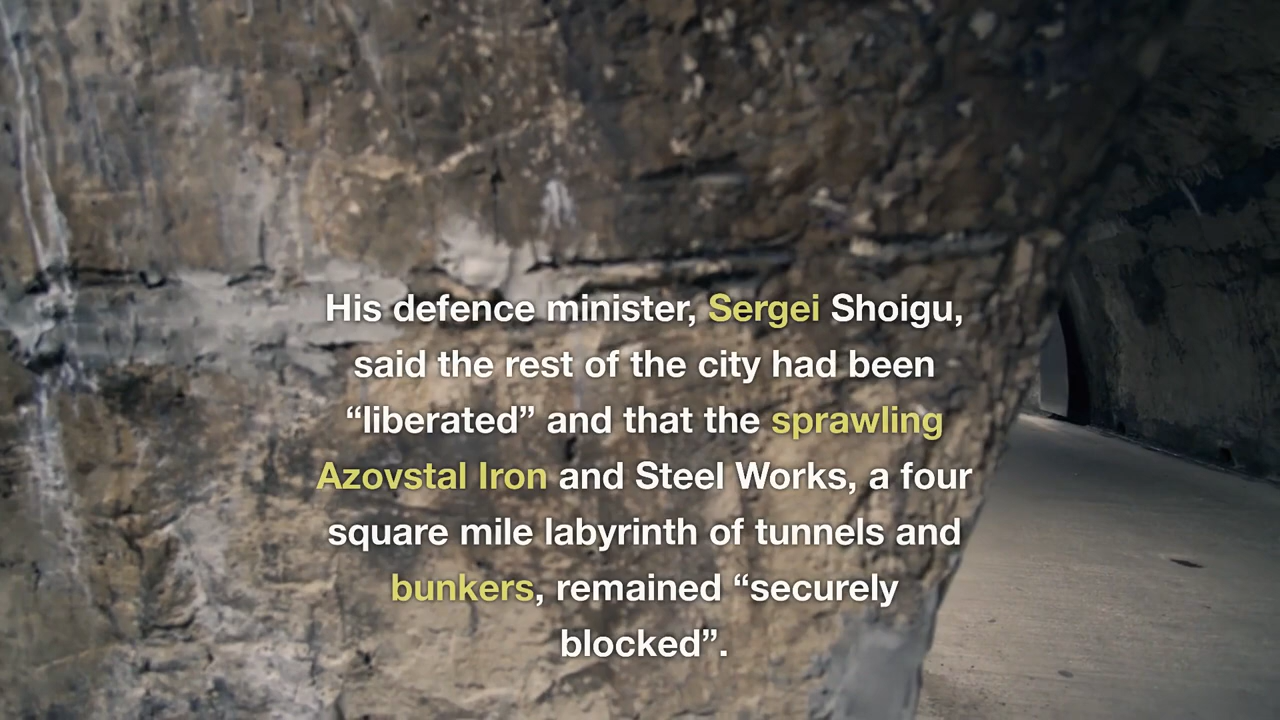 His defence minister, Sergei Shoigu,
said the rest of the city had been
“liberated” and that the sprawling
Azovstal Iron and Steel Works, a four
square mile labyrinth of tunnels and
bunkers, remained “securely
blocked”.